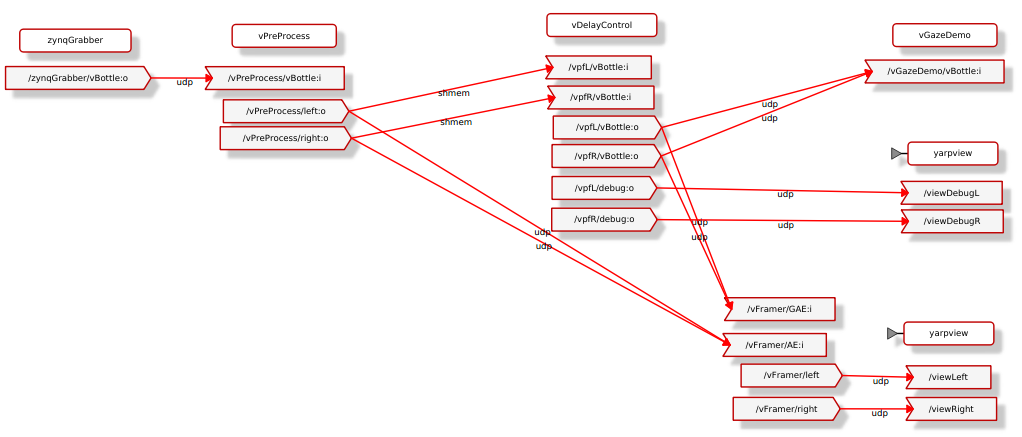 zynqGrabber
/zynqGrabber/vBottle:o
udp
vPreProcess
/vPreProcess/vBottle:i
/vPreProcess/left:o
/vPreProcess/right:o
shmem
shmem
udp
udp
vDelayControl
/vpfL/vBottle:i
/vpfR/vBottle:i
/vpfL/vBottle:o
/vpfR/vBottle:o
/vpfL/debug:o
/vpfR/debug:o
udp
udp
udp
udp
udp
udp
vGazeDemo
/vGazeDemo/vBottle:i
yarpview
/viewDebugL
/viewDebugR
/vFramer/GAE:i
/vFramer/AE:i
/vFramer/left
/vFramer/right
udp
udp
yarpview
/viewLeft
/viewRight